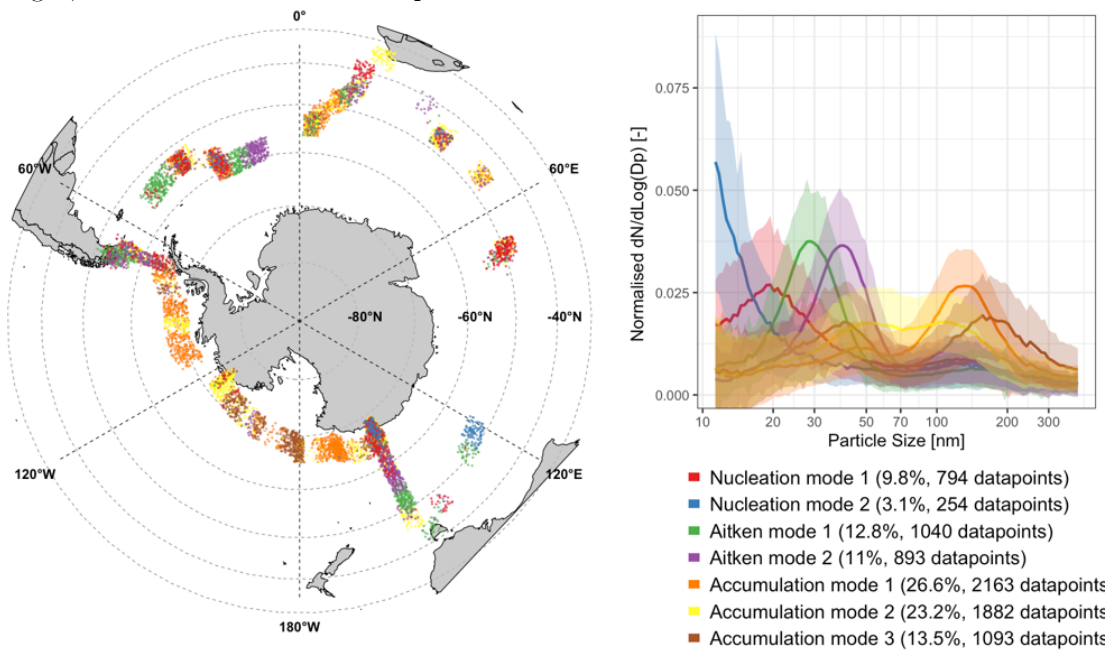 0°
60°W
60°E
-80°N
-60°N
-40°N
120°W
120°E
180°W
Normalised dN/dLog(Dp) [-]
0.075
0.050
0.025
0.000
10
20
30
50
70
100
200
300
Particle Size [nm]
Nucleation mode 1 (9.8%, 794 datapoints)
Nucleation mode 2 (3.1%, 254 datapoints)
Aitken mode 1 (12.8%, 1040 datapoints)
Aitken mode 2 (11%, 893 datapoints)
Accumulation mode 1 (26.6%, 2163 datapoints
Accumulation mode 2 (23.2%, 1882 datapoints
Accumulation mode 3 (13.5%, 1093 datapoints